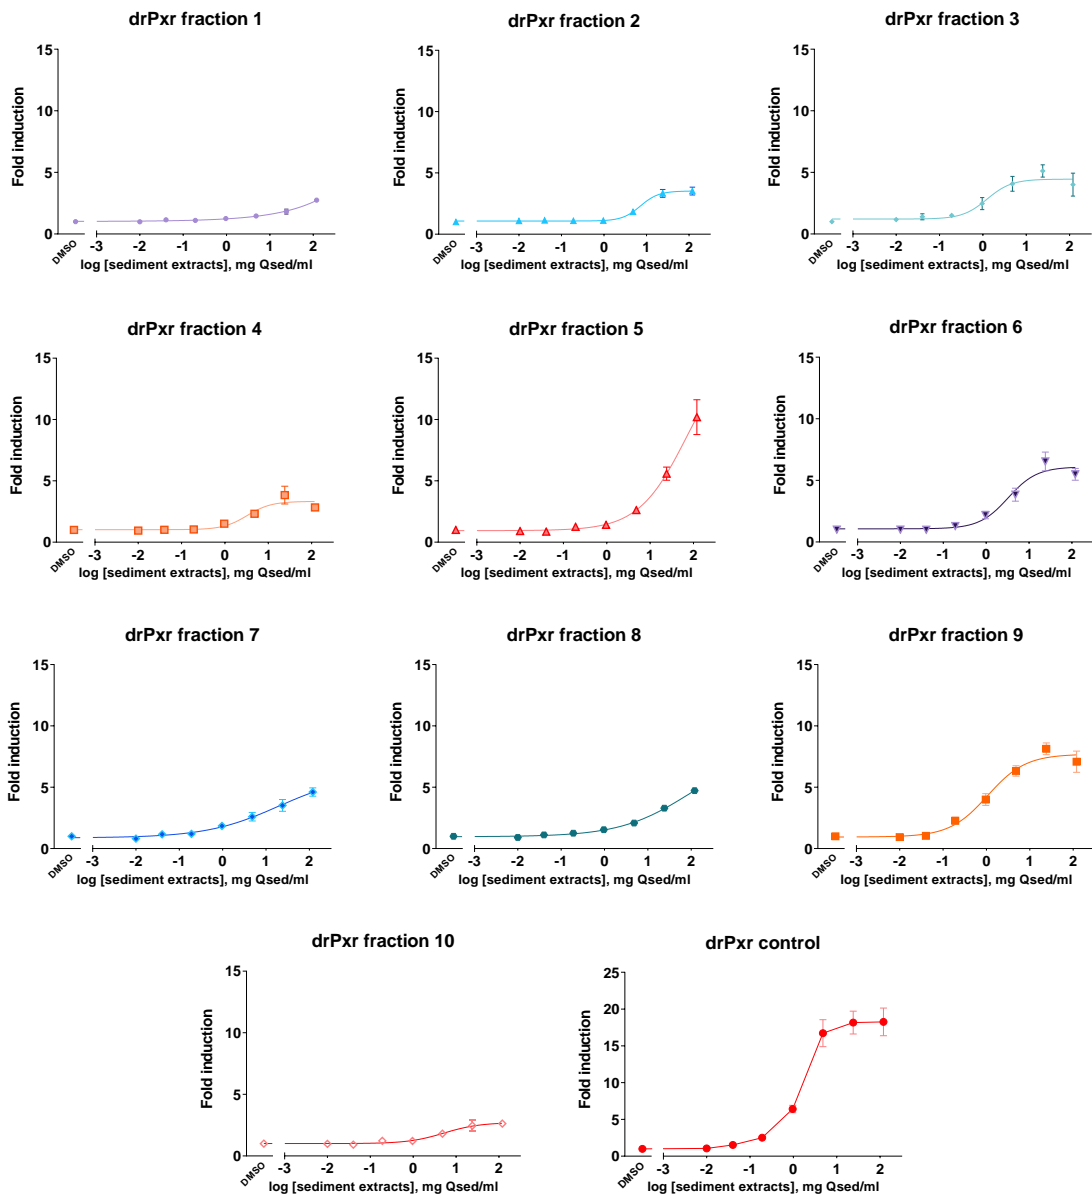 drPxr fraction 1
15
10
5
0
Fold induction
DMSO
-3 -2 -1 0 1 2
log [sediment extracts], mg Qsed/ml
drPxr fraction 2
15
10
5
0
Fold induction
DMSO
-3 -2 -1 0 1 2
log [sediment extracts], mg Qsed/ml
drPxr fraction 3
15
10
5
0
Fold induction
DMSO
-3 -2 -1 0 1 2
log [sediment extracts], mg Qsed/ml
drPxr fraction 4
15
10
5
0
Fold induction
DMSO
-3 -2 -1 0 1 2
log [sediment extracts], mg Qsed/ml
drPxr fraction 5
15
10
5
0
Fold induction
DMSO
-3 -2 -1 0 1 2
log [sediment extracts], mg Qsed/ml
drPxr fraction 6
15
10
5
0
Fold induction
DMSO
-3 -2 -1 0 1 2
log [sediment extracts], mg Qsed/ml
drPxr fraction 7
15
10
5
0
Fold induction
DMSO
-3 -2 -1 0 1 2
log [sediment extracts], mg Qsed/ml
drPxr fraction 8
15
10
5
0
Fold induction
DMSO
-3 -2 -1 0 1 2
log [sediment extracts], mg Qsed/ml
drPxr fraction 9
15
10
5
0
Fold induction
DMSO
-3 -2 -1 0 1 2
log [sediment extracts], mg Qsed/ml
drPxr fraction 10
15
10
5
0
Fold induction
DMSO
-3 -2 -1 0 1 2
log [sediment extracts], mg Qsed/ml
drPxr control
25
20
15
10
5
0
Fold induction
DMSO
-3 -2 -1 0 1 2
log [sediment extracts], mg Qsed/ml